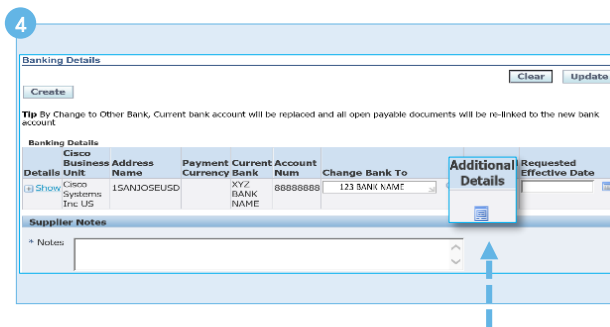 4
Banking Details
Clear Update
Create
Tip By Change to Other Bank, Current bank account will be replaced and all open payable documents will be re-linked to the new bank
account
Banking Details
Details Cisco Business Unit Address Name Payment Currency Current Bank Account Num Change Bank To Additional Details Requested Effective Date
Show Cisco Systems Inc US 1SANJOSEUSD XYZ BANK NAME 88888888 123 BANK NAME
Supplier Notes
* Notes